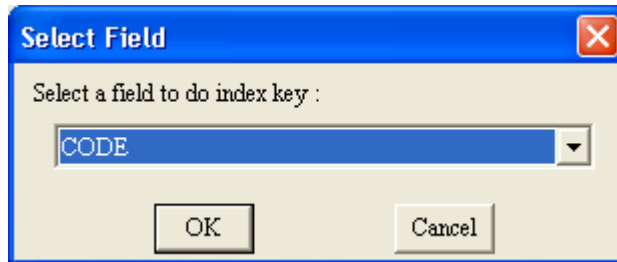 Select Field
Select a field to do index key :
CODE
OK
Cancel